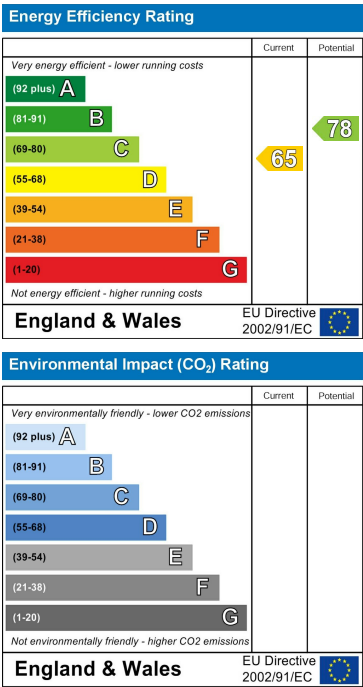 Energy Efficiency Rating
Current Potential
Very energy efficient - lower running costs
(92 plus) A
(81-91) B
(69-80) C
(55-68) D
(39-54) E
(21-38) F
(1-20) G
65
78
Not energy efficient - higher running costs
England & Wales
EU Directive
2002/91/EC
Environmental Impact (CO₂) Rating
Current Potential
Very environmentally friendly - lower CO2 emissions
(92 plus) A
(81-91) B
(69-80) C
(55-68) D
(39-54) E
(21-38) F
(1-20) G
Not environmentally friendly - higher CO2 emissions
England & Wales
EU Directive
2002/91/EC